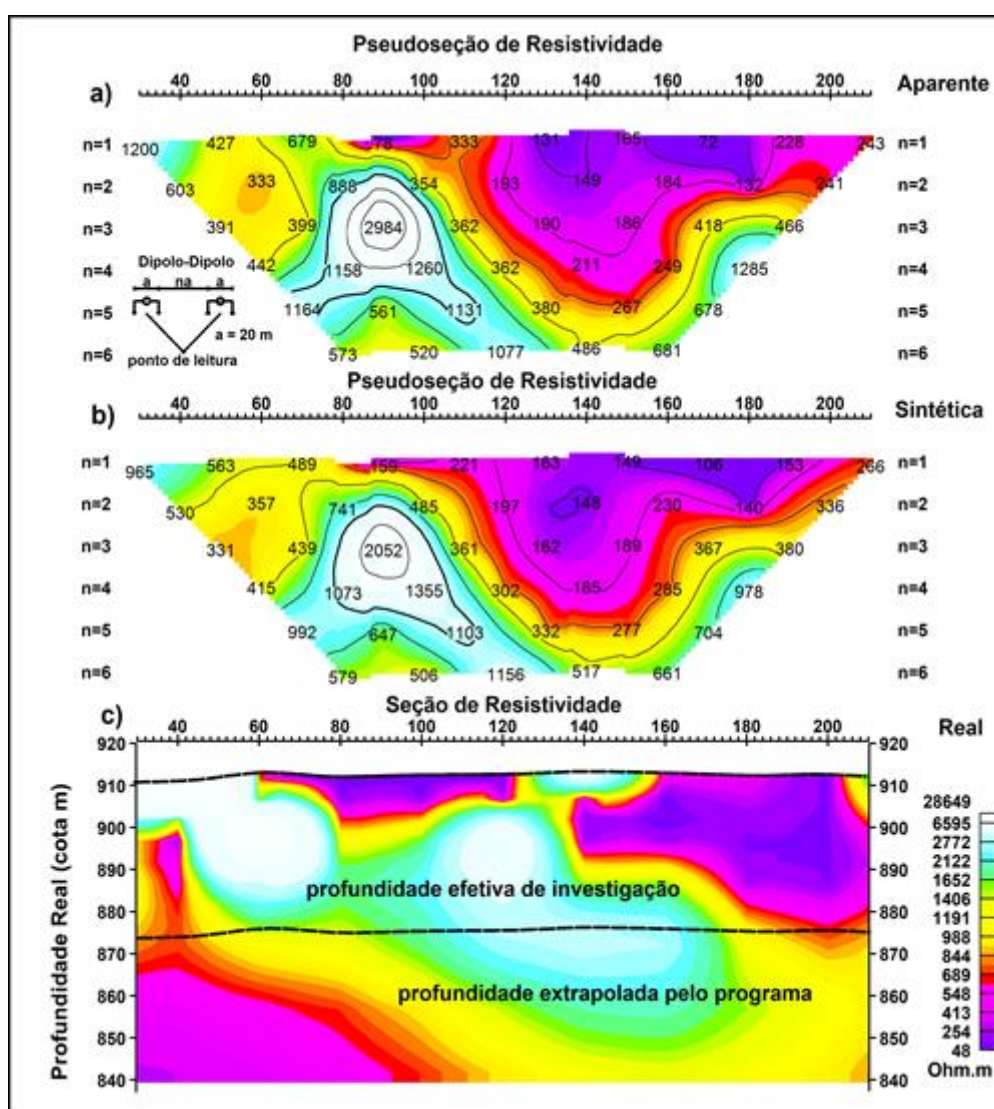 Pseudoseção de Resistividade
40 60 80 100 120 140 160 180 200
a) Aparente
n=1 1200 427 679 78 333 131 165 72 228 243 n=1
n=2 603 333 888 354 193 149 184 132 241 n=2
n=3 391 399 2984 362 190 186 418 466 n=3
n=4 442 1158 1260 362 211 249 1285 n=4
n=5 1164 561 1131 380 267 678 n=5
n=6 573 520 1077 486 681 n=6
Dipolo-Dipolo
a na a
a = 20 m
ponto de leitura
Pseudoseção de Resistividade
40 60 80 100 120 140 160 180 200
b) Sintética
n=1 965 563 489 159 221 163 149 106 153 266 n=1
n=2 530 357 741 485 197 148 230 140 336 n=2
n=3 331 439 2052 361 162 189 367 380 n=3
n=4 415 1073 1355 302 185 285 978 n=4
n=5 992 647 1103 332 277 704 n=5
n=6 579 506 1156 517 661 n=6
c) Seção de Resistividade Real
40 60 80 100 120 140 160 180 200
920 920
910 910
900 900
890 890
880 880
870 870
860 860
850 850
840 840
Profundidade Real (cota m)
profundidade efetiva de investigação
profundidade extrapolada pelo programa
28649
6595
2772
2122
1652
1406
1191
988
844
689
548
413
254
48
Ohm.m